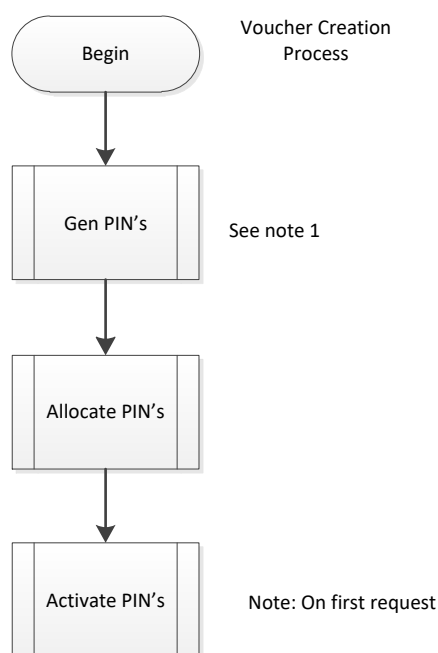 Voucher Creation
Process
Begin
Gen PIN’s
See note 1
Allocate PIN’s
Activate PIN’s
Note: On first request